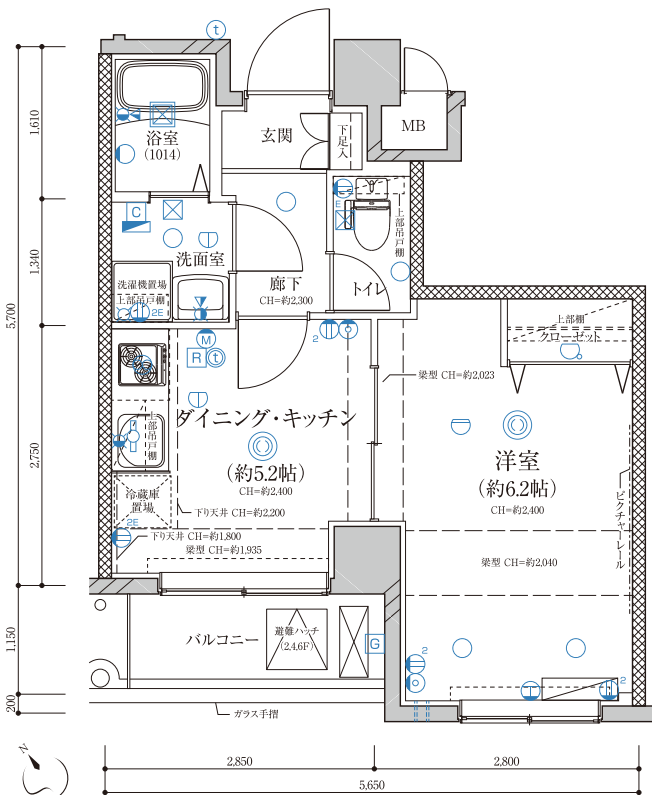 t
1,610
1,340
5,700
2,750
1,150
200
浴室
(1014)
玄関
下足入
MB
C
洗面室
洗濯機置場
上部吊戸棚
2E
廊下
CH=約2,300
E
上部吊戸棚
トイレ
M
R
t
2
上部棚
クローゼット
梁型 CH=約2,023
ダイニング・キッチン
(約5.2帖)
CH=約2,400
上部吊戸棚
冷蔵庫
置場
2E
下り天井 CH=約2,200
下り天井 CH=約1,800
梁型 CH=約1,935
洋室
(約6.2帖)
CH=約2,400
ピクチャーレール
梁型 CH=約2,040
バルコニー
避難ハッチ
(2,4,6F)
G
2
2
ガラス手摺
N
2,850
2,800
5,650